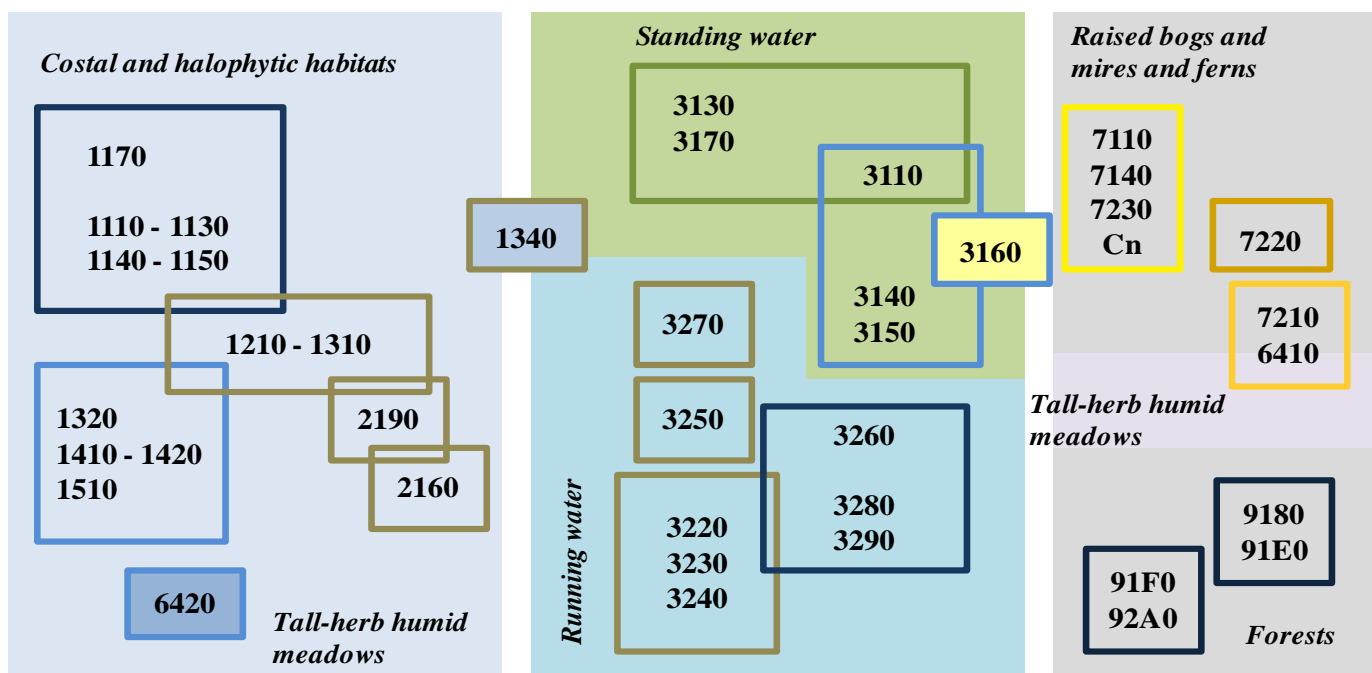 Costal and halophytic habitats
1170
1110 - 1130
1140 - 1150
1210 - 1310
1320
1410 - 1420
1510
2190
2160
6420
Tall-herb humid
meadows
1340
Standing water
3130
3170
3110
3160
3140
3150
Running water
3270
3250
3260
3280
3290
3220
3230
3240
Raised bogs and
mires and ferns
7110
7140
7230
Cn
7220
7210
6410
Tall-herb humid
meadows
9180
91E0
91F0
92A0
Forests